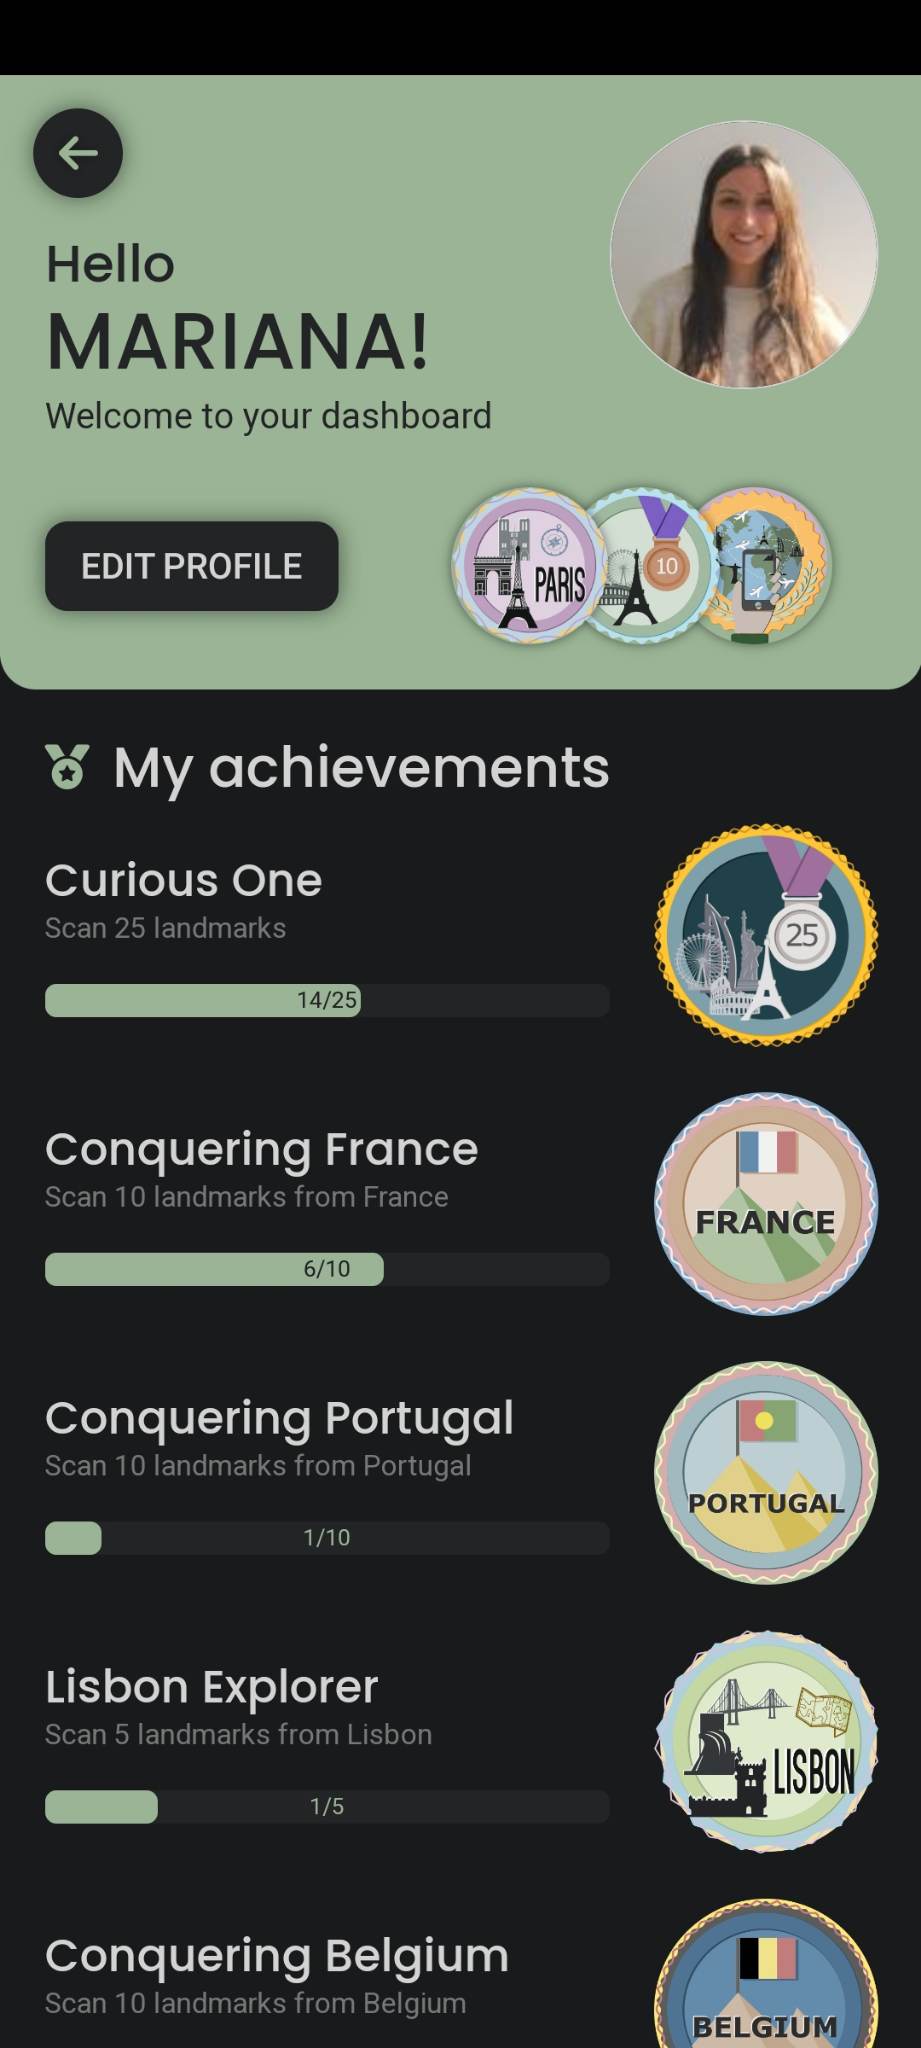 Hello
MARIANA!
Welcome to your dashboard
EDIT PROFILE
PARIS
10
My achievements
Curious One
Scan 25 landmarks
14/25
25
Conquering France
Scan 10 landmarks from France
6/10
FRANCE
Conquering Portugal
Scan 10 landmarks from Portugal
1/10
PORTUGAL
Lisbon Explorer
Scan 5 landmarks from Lisbon
1/5
LISBON
Conquering Belgium
Scan 10 landmarks from Belgium
BELGIUM